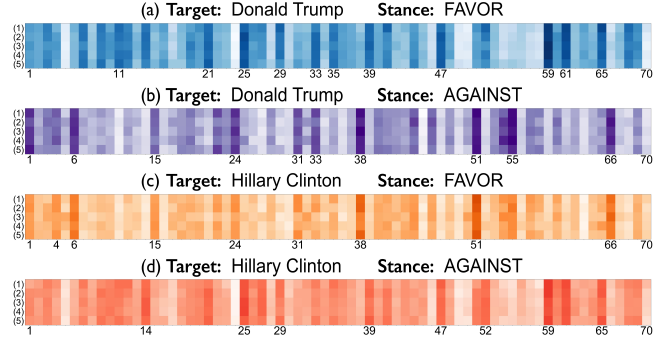 (a) Target: Donald Trump Stance: FAVOR
(1)
(2)
(3)
(4)
(5)
1 11 21 25 29 33 35 39 47 59 61 65 70
(b) Target: Donald Trump Stance: AGAINST
(1)
(2)
(3)
(4)
(5)
1 6 15 24 31 33 38 51 55 66 70
(c) Target: Hillary Clinton Stance: FAVOR
(1)
(2)
(3)
(4)
(5)
1 4 6 15 24 31 38 51 66 70
(d) Target: Hillary Clinton Stance: AGAINST
(1)
(2)
(3)
(4)
(5)
1 14 25 29 39 47 52 59 65 70